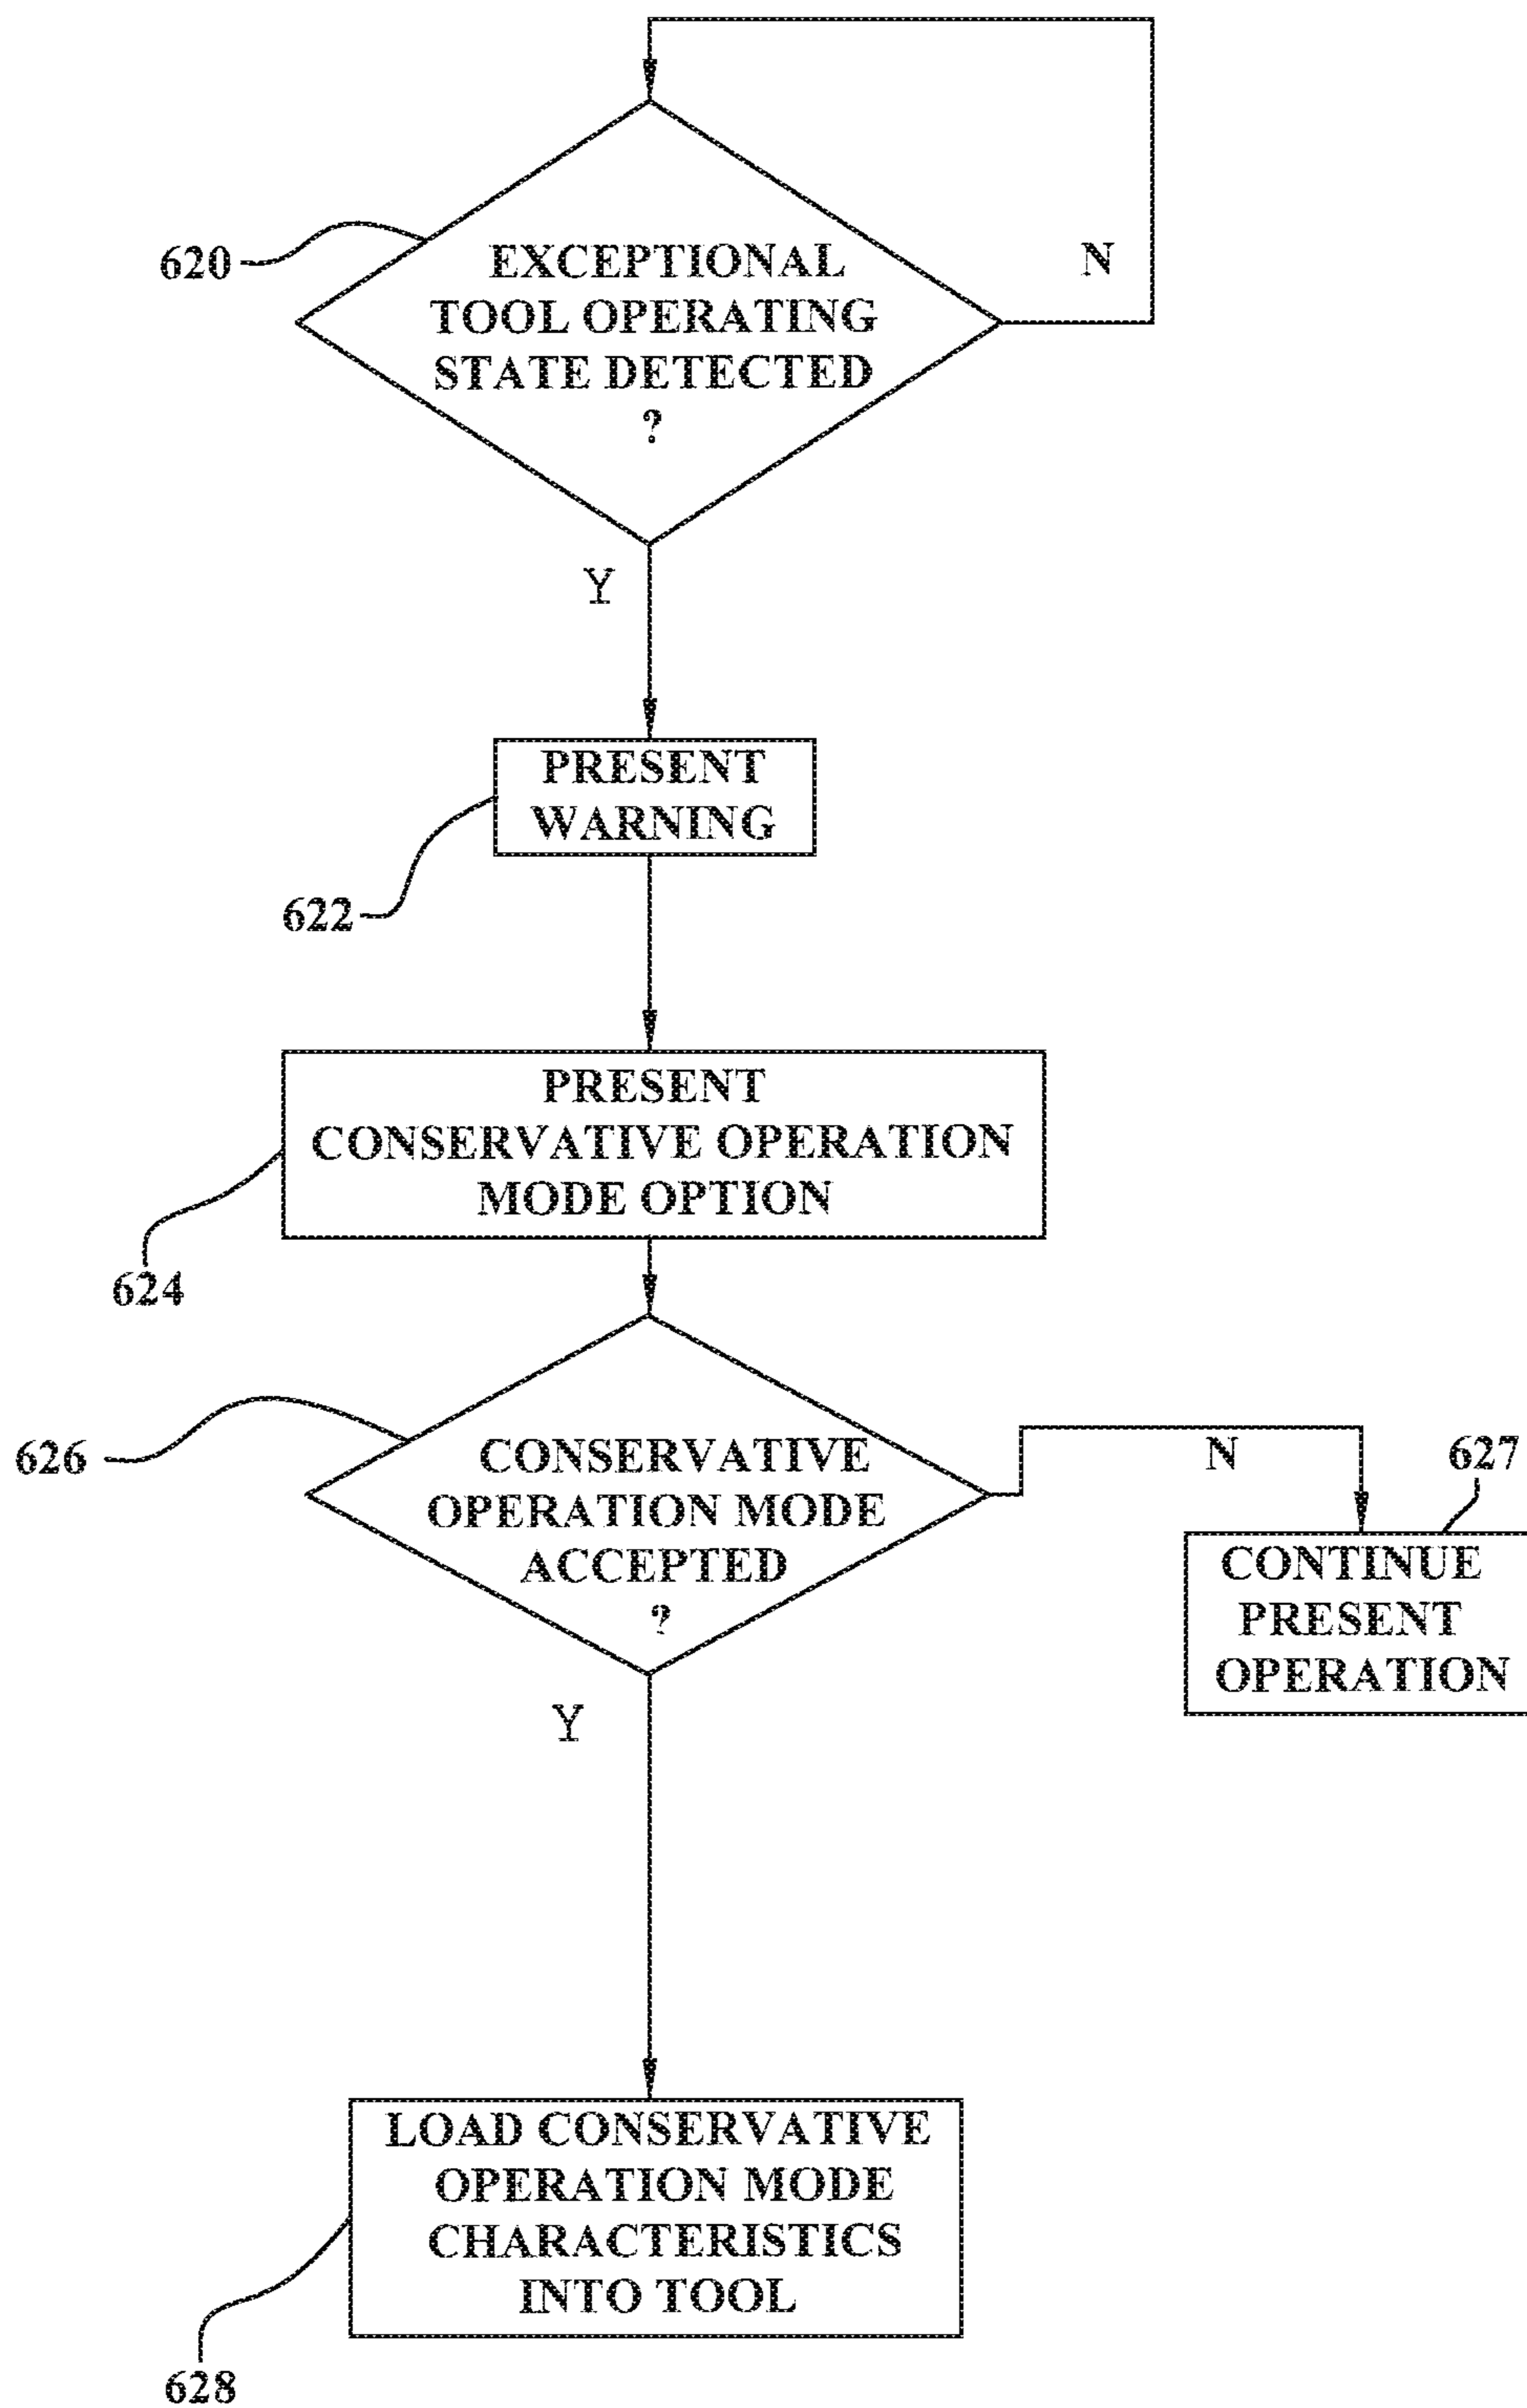 620
EXCEPTIONAL
TOOL OPERATING
STATE DETECTED
?
N
Y
PRESENT
WARNING
622
PRESENT
CONSERVATIVE OPERATION
MODE OPTION
624
626
CONSERVATIVE
OPERATION MODE
ACCEPTED
?
N
627
CONTINUE
PRESENT
OPERATION
Y
LOAD CONSERVATIVE
OPERATION MODE
CHARACTERISTICS
INTO TOOL
628